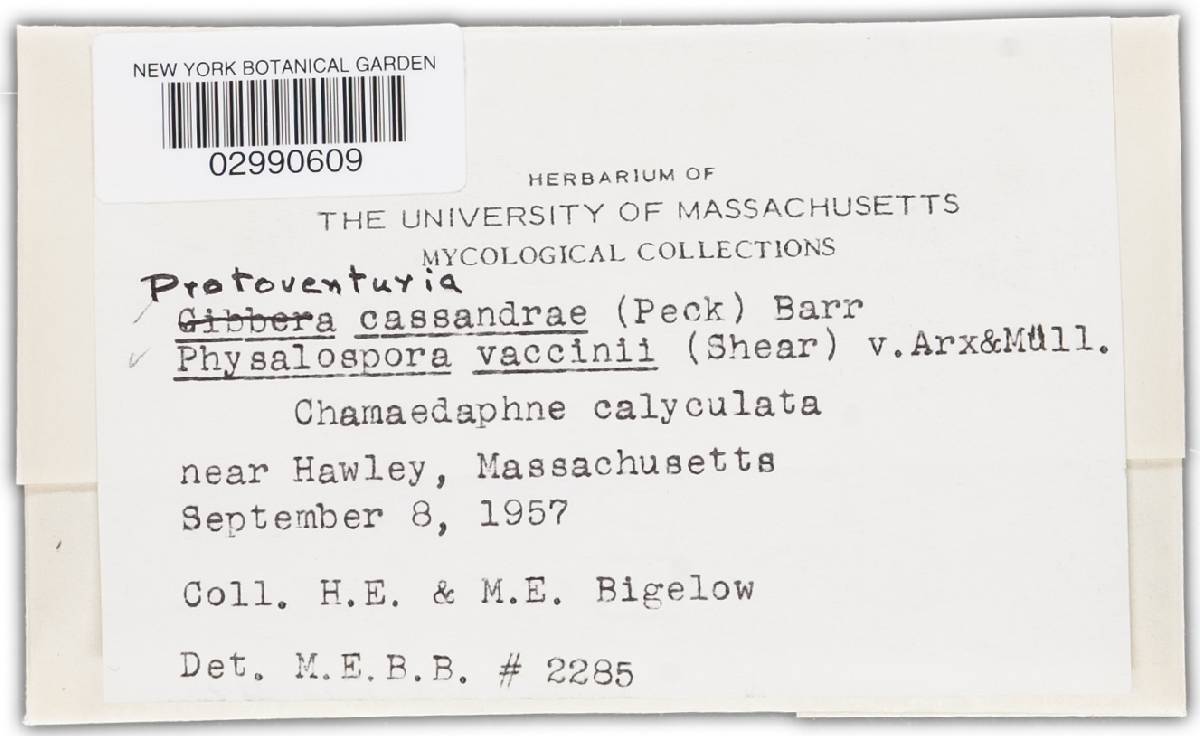 NEW YORK BOTANICAL GARDEN
02990609
HERBARIUM OF
THE UNIVERSITY OF MASSACHUSETTS
MYCOLOGICAL COLLECTIONS
Protoventuria
Gibbera cassandrae (Peck) Barr
Physalospora vaccinii (Shear) v.Arx&Müll.
Chamaedaphne calyculata
near Hawley, Massachusetts
September 8, 1957
Coll. H.E. & M.E. Bigelow
Det. M.E.B.B. # 2285